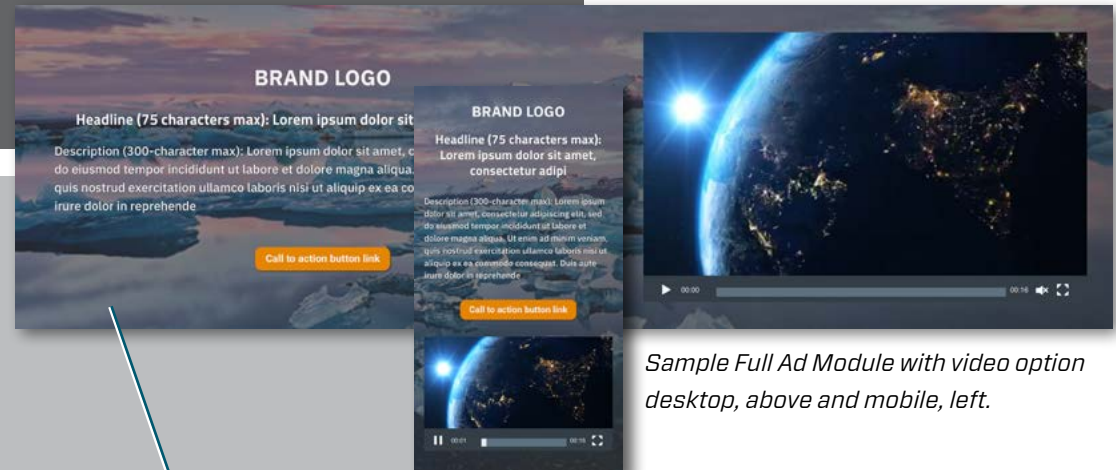 BRAND LOGO
Headline (75 characters max): Lorem ipsum dolor sit
Description (300-character max): Lorem ipsum dolor sit amet, c
do eiusmod tempor incididunt ut labore et dolore magna aliqua.
quis nostrud exercitation ullamco laboris nisi ut aliquip ex ea co
irure dolor in reprehende
Call to action button link
BRAND LOGO
Headline (75 characters max):
Lorem ipsum dolor sit amet,
consectetur adipi
Description (300-character max): Lorem ipsum
dolor sit amet, consectetur adipiscing elit, sed
do eiusmod tempor incididunt ut labore et
dolore magna aliqua. Ut enim ad minim veniam,
quis nostrud exercitation ullamco laboris nisi ut
aliquip ex ea commodo consequat. Duis aute
irure dolor in reprehende
Call to action button link
00:01 00:16
00:00 00:16
Sample Full Ad Module with video option
desktop, above and mobile, left.